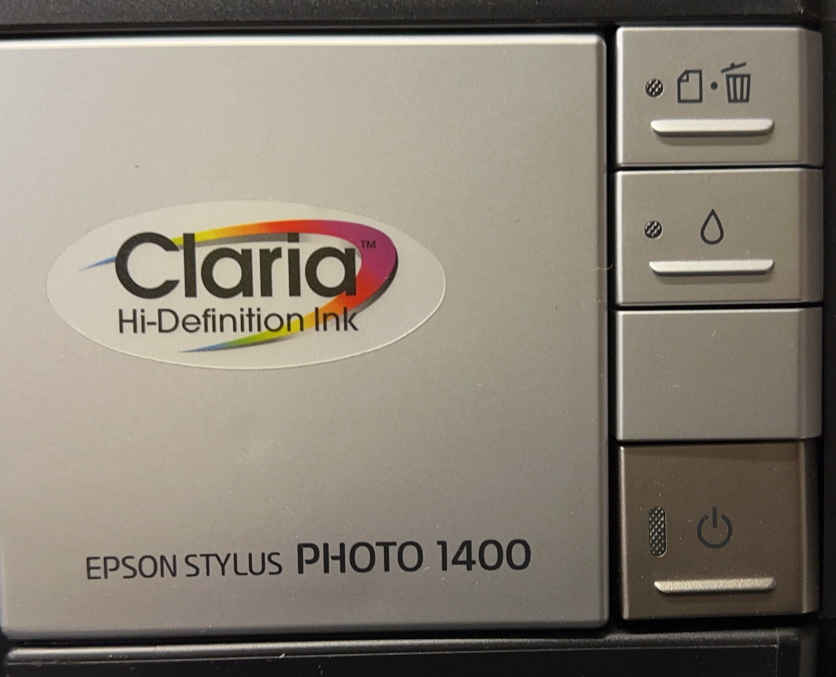 Claria™
Hi-Definition Ink
EPSON STYLUS PHOTO 1400